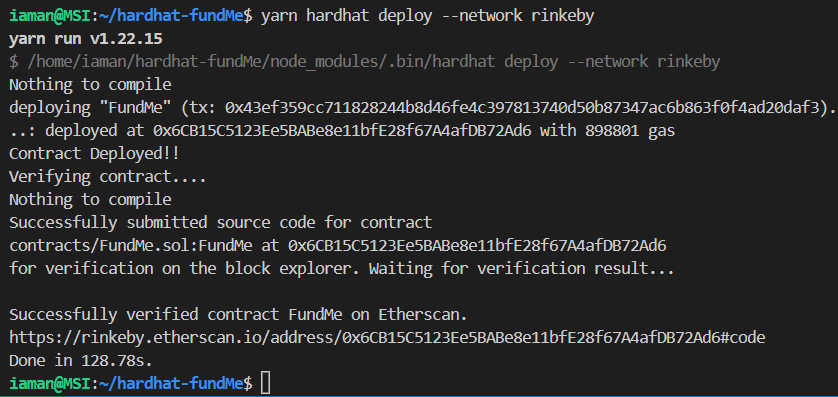 iaman@MSI:~/hardhat-fundMe$ yarn hardhat deploy --network rinkeby
yarn run v1.22.15
$ /home/iaman/hardhat-fundMe/node_modules/.bin/hardhat deploy --network rinkeby
Nothing to compile
deploying "FundMe" (tx: 0x43ef359cc711828244b8d46fe4c397813740d50b87347ac6b863f0f4ad20daf3).
..: deployed at 0x6CB15C5123Ee5BABe8e11bfE28f67A4afDB72Ad6 with 898801 gas
Contract Deployed!!
Verifying contract....
Nothing to compile
Successfully submitted source code for contract
contracts/FundMe.sol:FundMe at 0x6CB15C5123Ee5BABe8e11bfE28f67A4afDB72Ad6
for verification on the block explorer. Waiting for verification result...
Successfully verified contract FundMe on Etherscan.
https://rinkeby.etherscan.io/address/0x6CB15C5123Ee5BABe8e11bfE28f67A4afDB72Ad6#code
Done in 128.78s.
iaman@MSI:~/hardhat-fundMe$